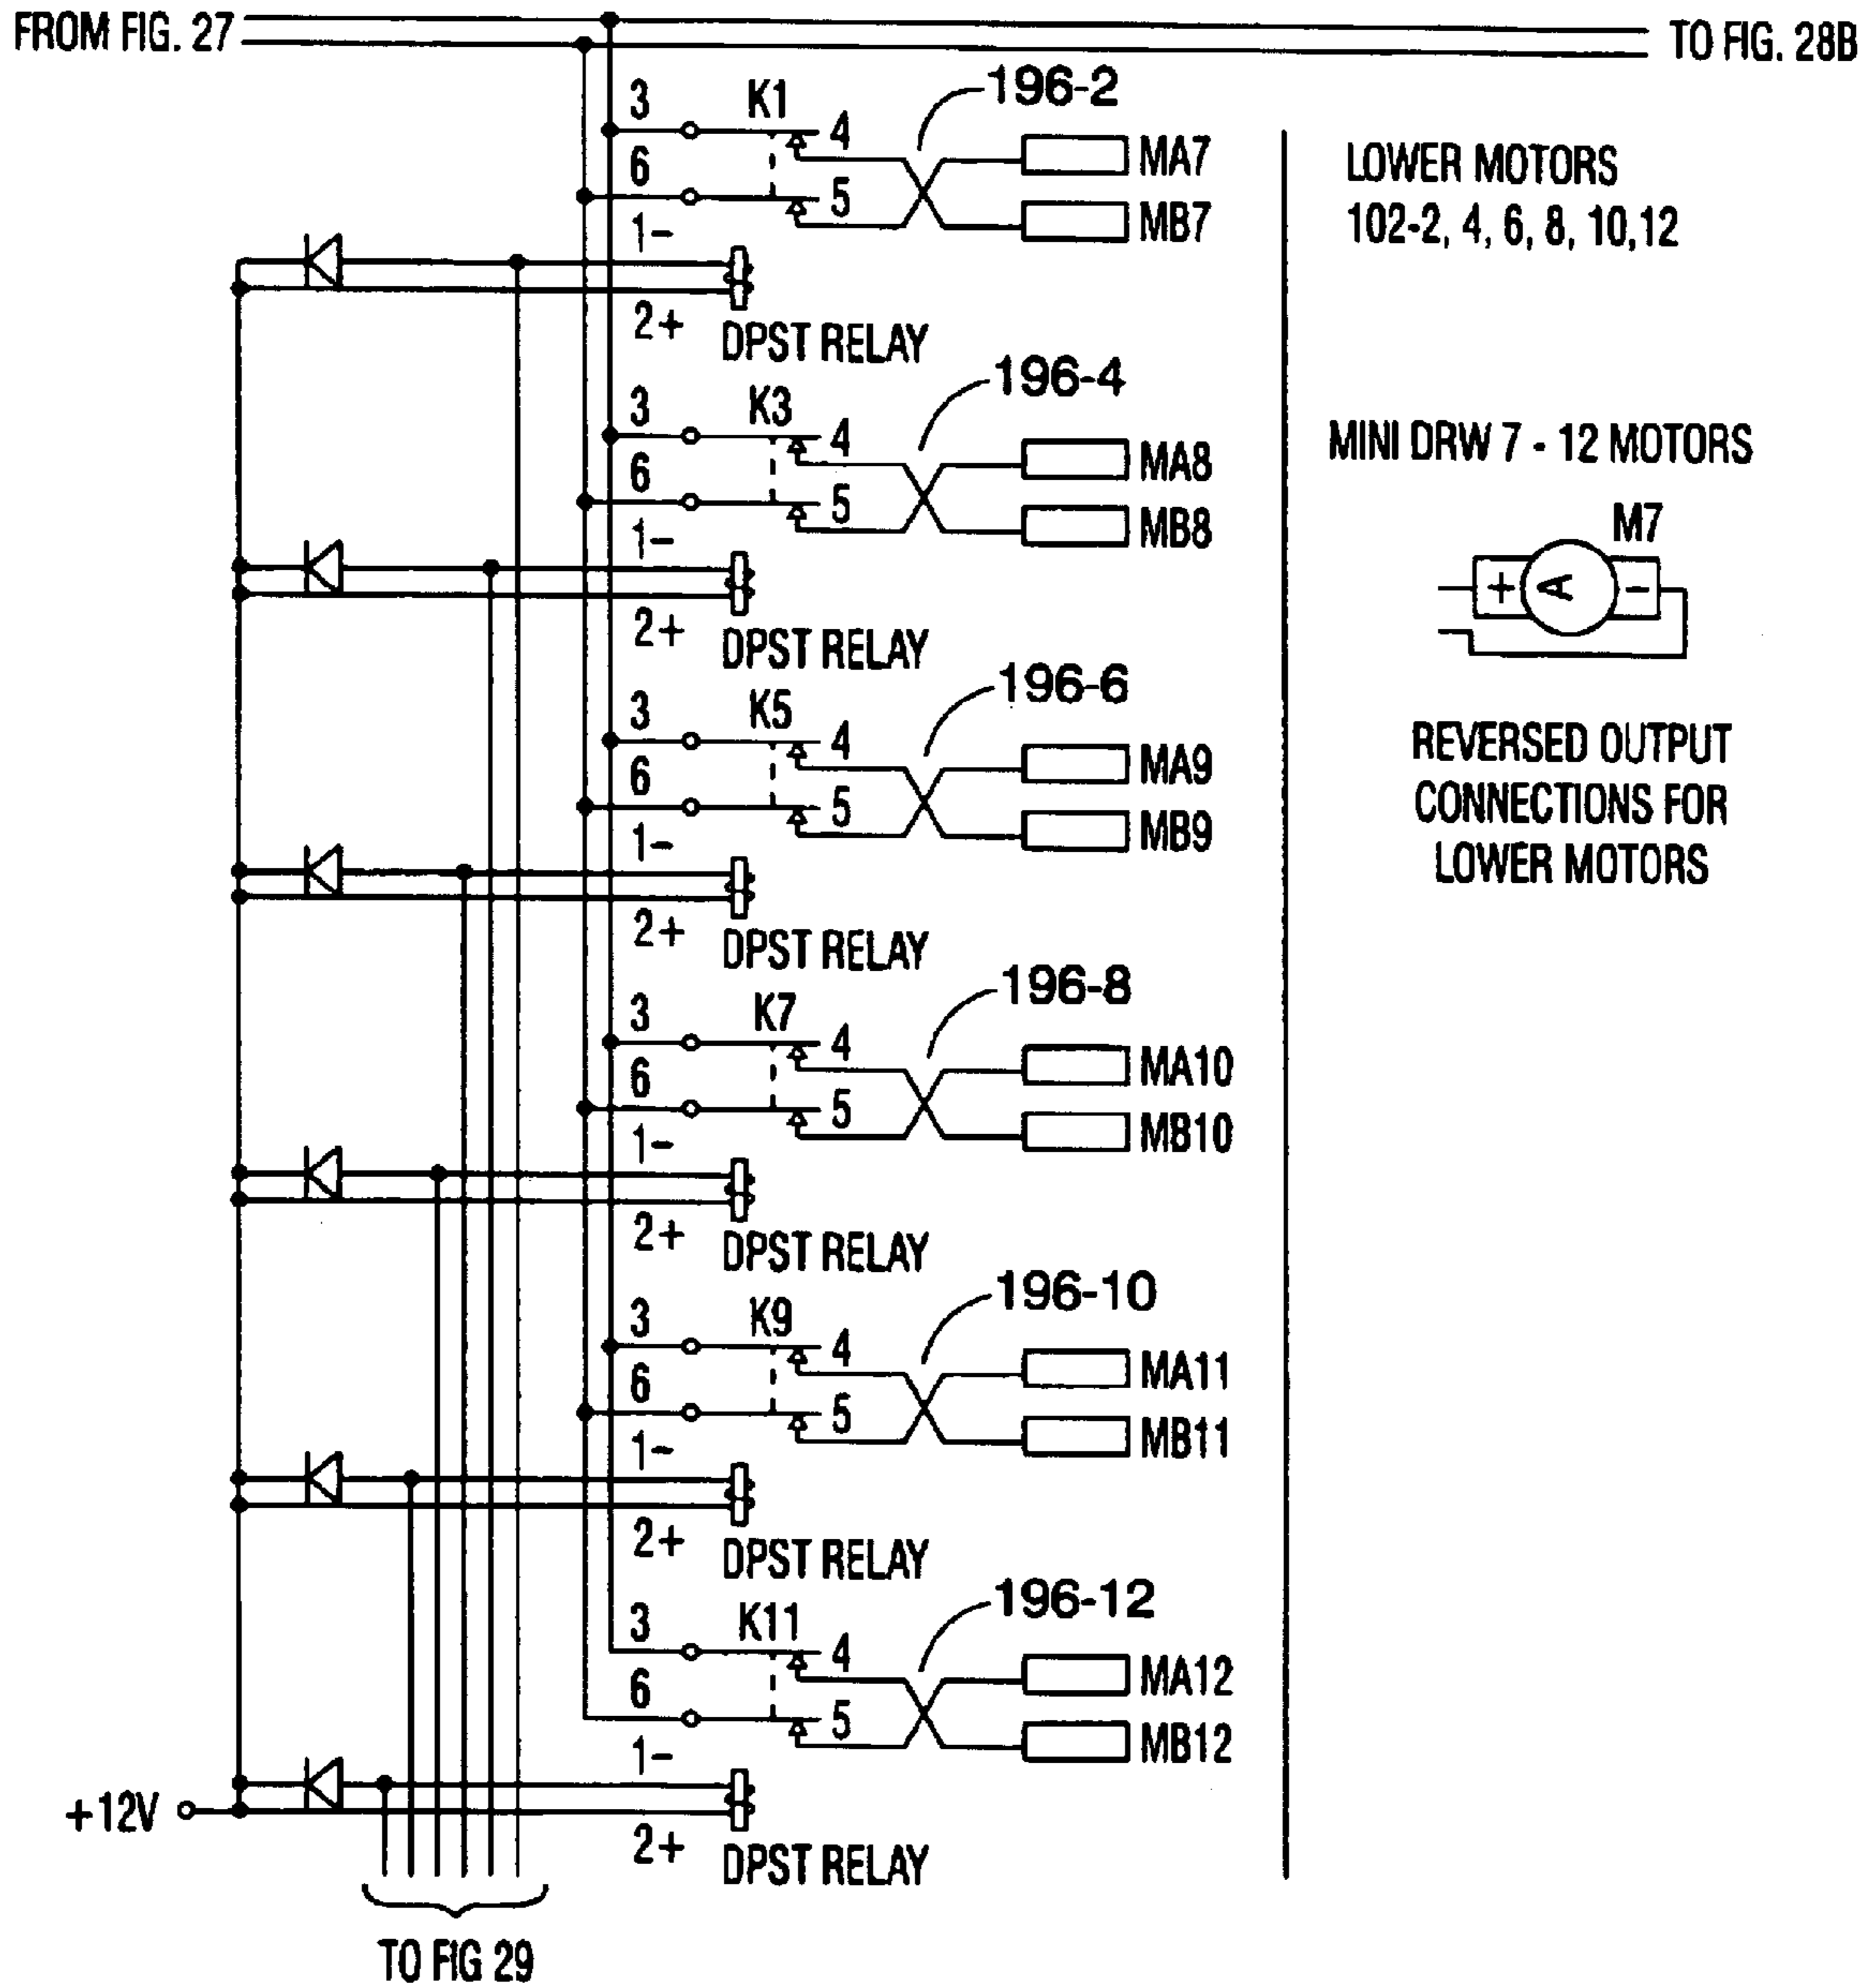 FROM FIG. 27
TO FIG. 28B
3
K1
4
196-2
MA7
6
5
MB7
1-
2+
DPST RELAY
3
K3
4
196-4
MA8
6
5
MB8
1-
2+
DPST RELAY
3
K5
4
196-6
MA9
6
5
MB9
1-
2+
DPST RELAY
3
K7
4
196-8
MA10
6
5
MB10
1-
2+
DPST RELAY
3
K9
4
196-10
MA11
6
5
MB11
1-
2+
DPST RELAY
3
K11
4
196-12
MA12
6
5
MB12
1-
2+
DPST RELAY
+12V
TO FIG 29
LOWER MOTORS
102-2, 4, 6, 8, 10,12
MINI DRW 7 - 12 MOTORS
M7
+ A -
REVERSED OUTPUT
CONNECTIONS FOR
LOWER MOTORS